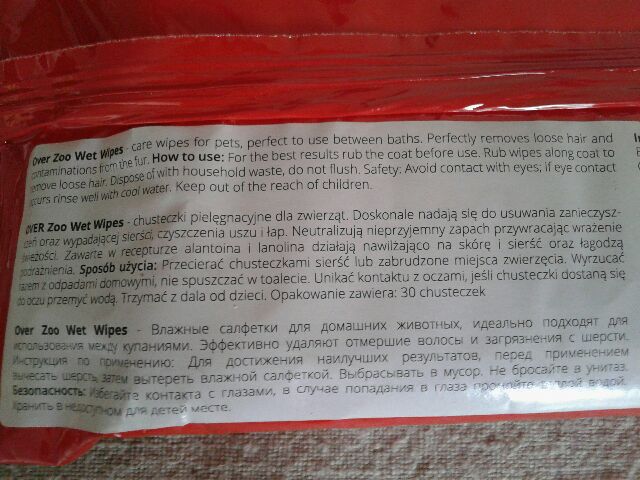 Over Zoo Wet Wipes - care wipes for pets, perfect to use between baths. Perfectly removes loose hair and
contaminations from the fur. How to use: For the best results rub the coat before use. Rub wipes along coat to
remove loose hair. Dispose of with household waste, do not flush. Safety: Avoid contact with eyes; if eye contact
occurs rinse well with cool water. Keep out of the reach of children.
OVER Zoo Wet Wipes - chusteczki pielęgnacyjne dla zwierząt. Doskonale nadają się do usuwania zanieczysz-
czeń oraz wypadającej sierści, czyszczenia uszu i łap. Neutralizują nieprzyjemny zapach przywracając wrażenie
świeżości. Zawarte w recepturze alantoina i lanolina działają nawilżająco na skórę i sierść oraz łagodzą
podrażnienia. Sposób użycia: Przecierać chusteczkami sierść lub zabrudzone miejsca zwierzęcia. Wyrzucać
razem z odpadami domowymi, nie spuszczać w toalecie. Unikać kontaktu z oczami, jeśli chusteczki dostaną się
do oczu przemyć wodą. Trzymać z dala od dzieci. Opakowanie zawiera: 30 chusteczek
Over Zoo Wet Wipes - Влажные салфетки для домашних животных, идеально подходят для
использования между купаниями. Эффективно удаляют отмершие волосы и загрязнения с шерсти.
Инструкция по применению: Для достижения наилучших результатов, перед применением
вычесать шерсть, затем вытереть влажной салфеткой. Выбрасывать в мусор. Не бросайте в унитаз.
Безопасность: Избегайте контакта с глазами, в случае попадания в глаза промойте водой.
Хранить в недоступном для детей месте.